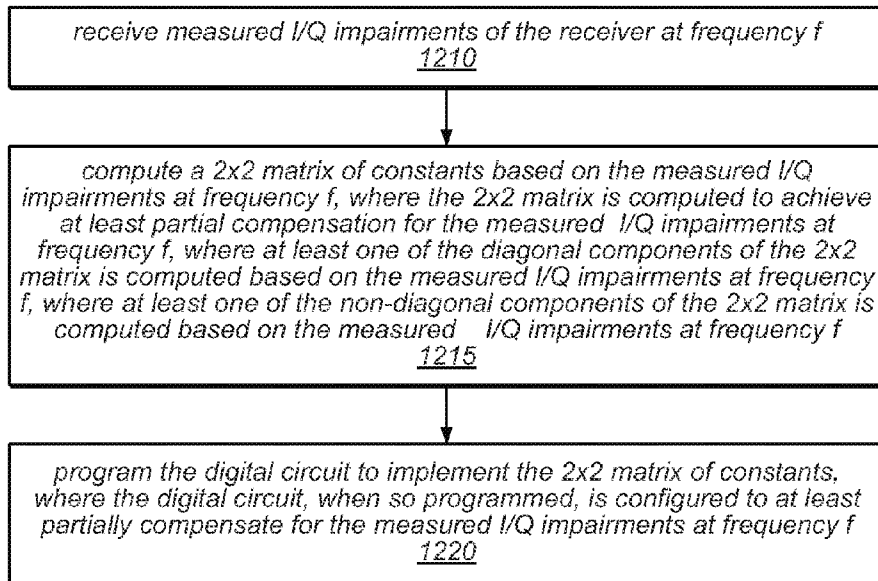 receive measured I/Q impairments of the receiver at frequency f
1210
compute a 2x2 matrix of constants based on the measured I/Q
impairments at frequency f, where the 2x2 matrix is computed to achieve
at least partial compensation for the measured I/Q impairments at
frequency f, where at least one of the diagonal components of the 2x2
matrix is computed based on the measured I/Q impairments at frequency
f, where at least one of the non-diagonal components of the 2x2 matrix is
computed based on the measured I/Q impairments at frequency f
1215
program the digital circuit to implement the 2x2 matrix of constants,
where the digital circuit, when so programmed, is configured to at least
partially compensate for the measured I/Q impairments at frequency f
1220